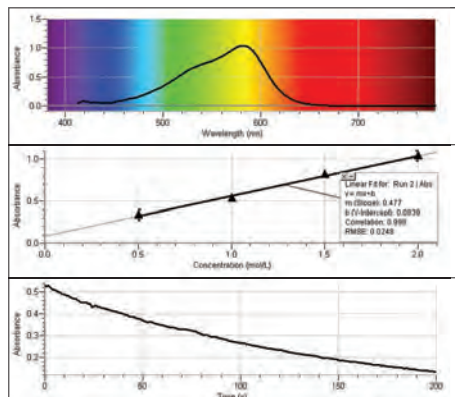 1.5
1.0
0.5
0.0
Absorbance
400
500
600
700
Wavelength (nm)
1.0
0.5
0.0
Absorbance
Linear Fit for: Run 2 | Abs
y = mx+b
m (Slope): 0.477
b (Y-Intercept): 0.0839
Correlation: 0.998
RMSE: 0.0249
0.0
0.5
1.0
1.5
2.0
Concentration (mol/L)
0.5
0.4
0.3
0.2
Absorbance
0
50
100
150
200
Time (s)